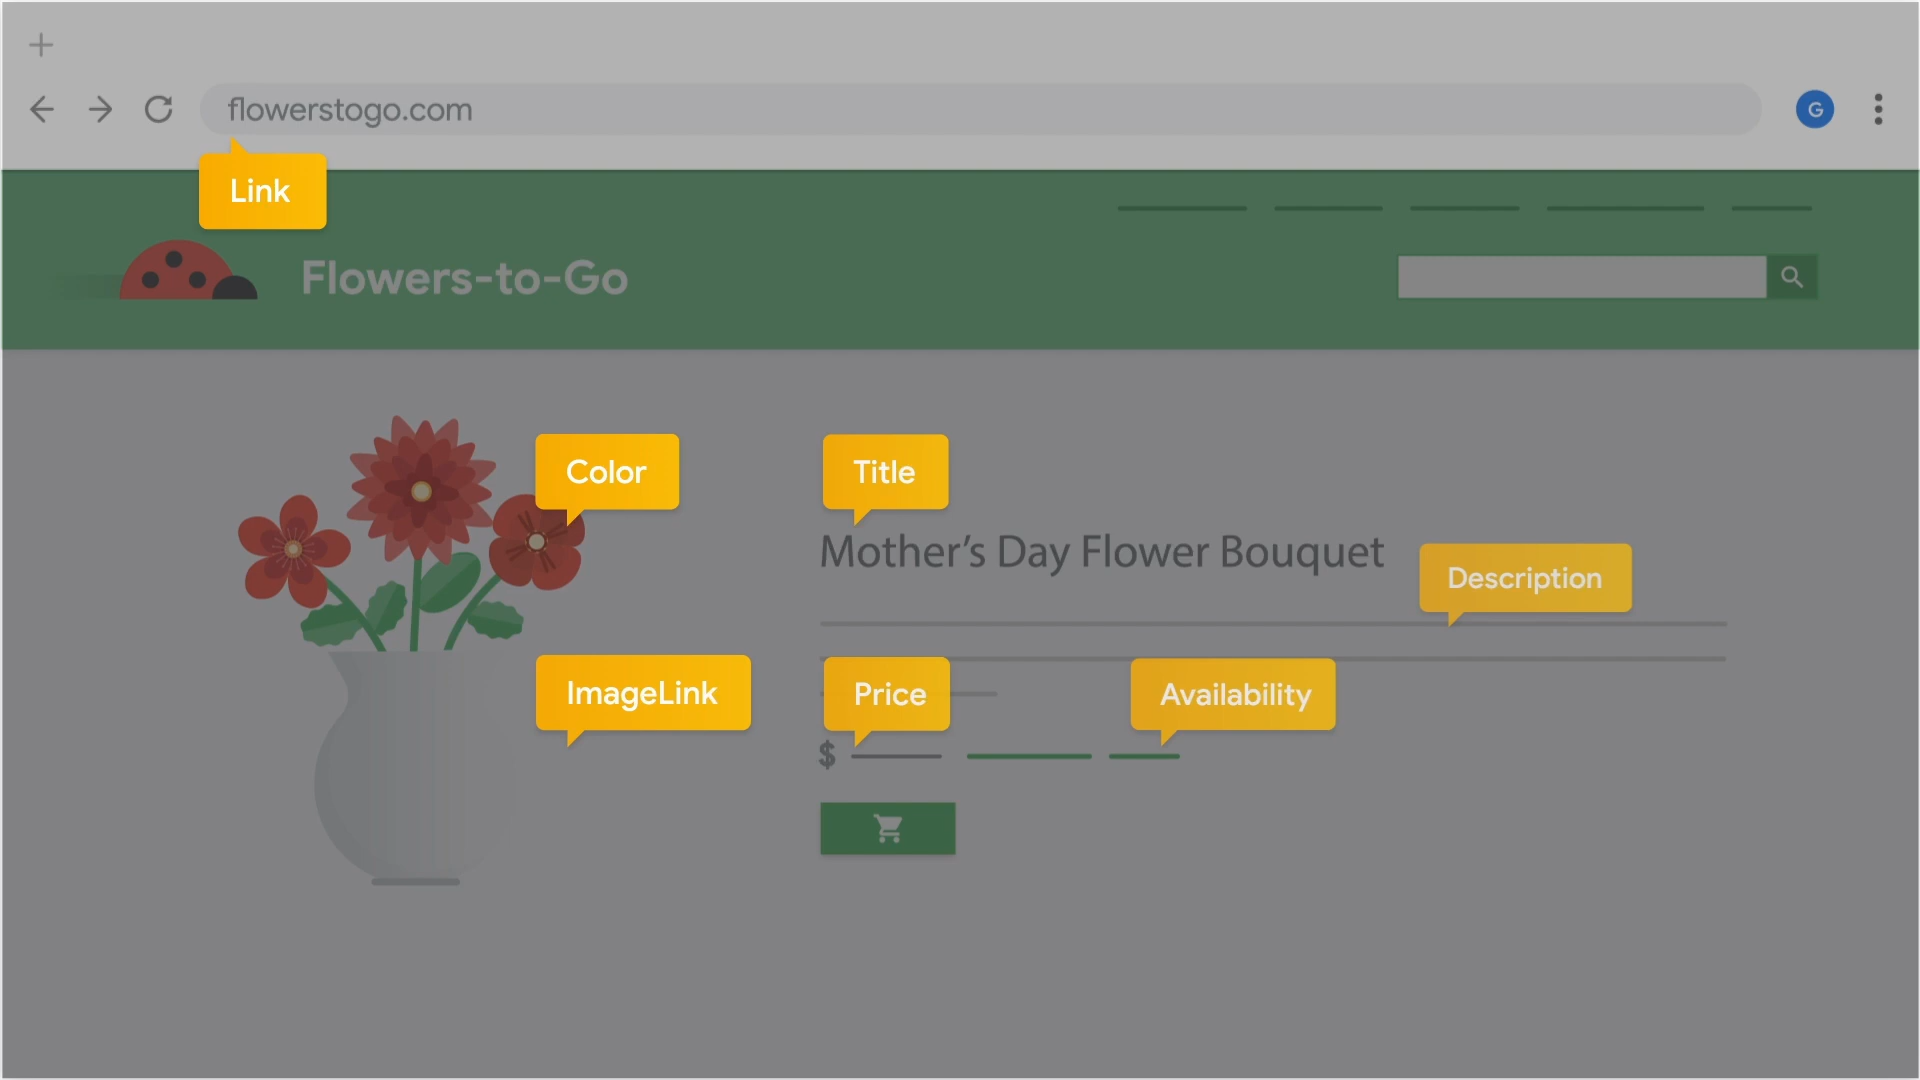 flowerstogo.com
G
Link
Flowers-to-Go
Color
Title
Mother’s Day Flower Bouquet
Description
ImageLink
Price
Availability
$